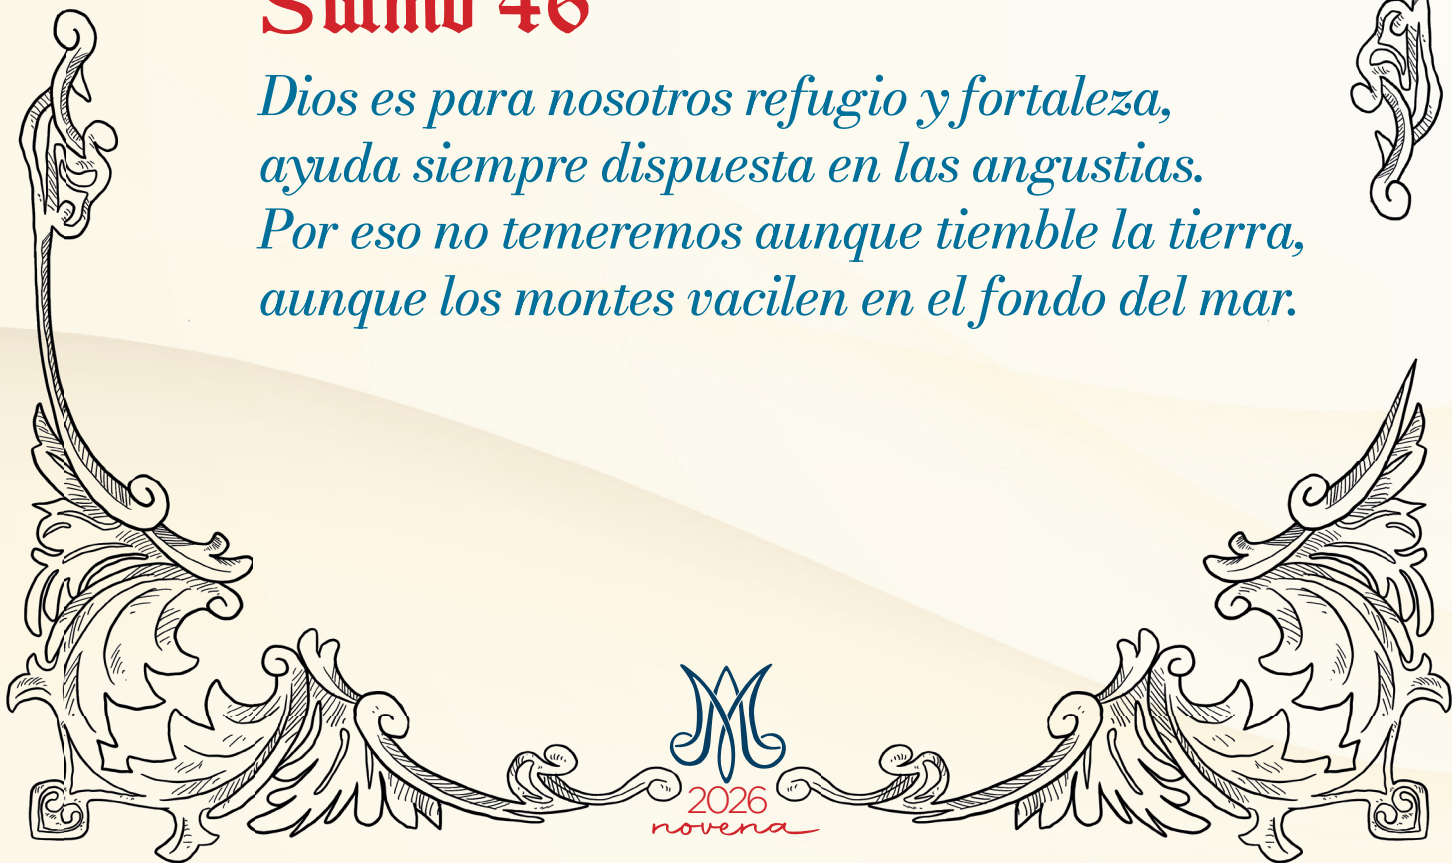 Salmo 46
Dios es para nosotros refugio y fortaleza,
ayuda siempre dispuesta en las angustias.
Por eso no temeremos aunque tiemble la tierra,
aunque los montes vacilen en el fondo del mar.
2026
novena